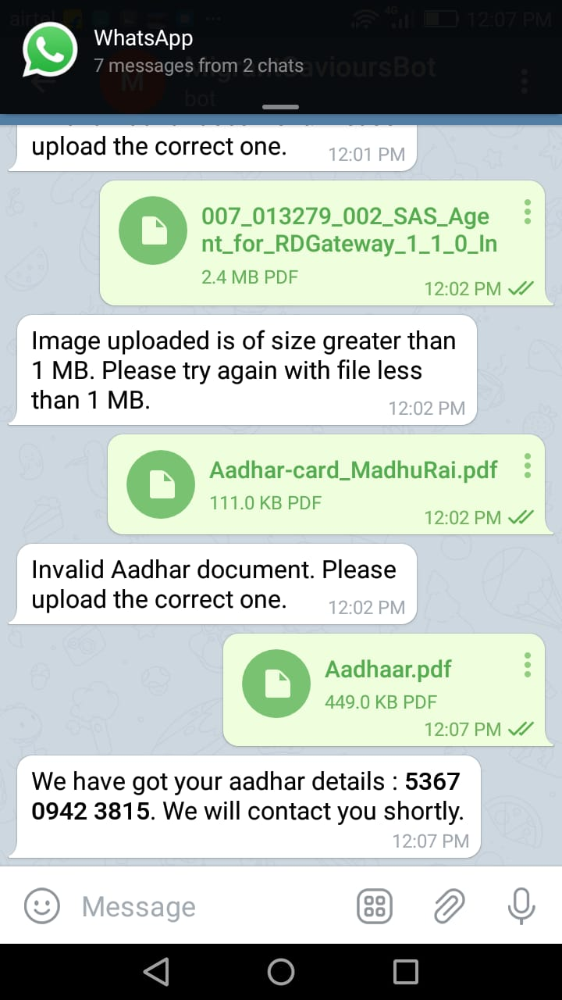 airtel
4G
12:07 PM
WhatsApp
7 messages from 2 chats
M
MigrantSavioursBot
bot
upload the correct one.
12:01 PM
007_013279_002_SAS_Age
nt_for_RDGateway_1_1_0_In
2.4 MB PDF
12:02 PM
Image uploaded is of size greater than
1 MB. Please try again with file less
than 1 MB.
12:02 PM
Aadhar-card_MadhuRai.pdf
111.0 KB PDF
12:02 PM
Invalid Aadhar document. Please
upload the correct one.
12:02 PM
Aadhaar.pdf
449.0 KB PDF
12:07 PM
We have got your aadhar details : 5367
0942 3815. We will contact you shortly.
12:07 PM
Message